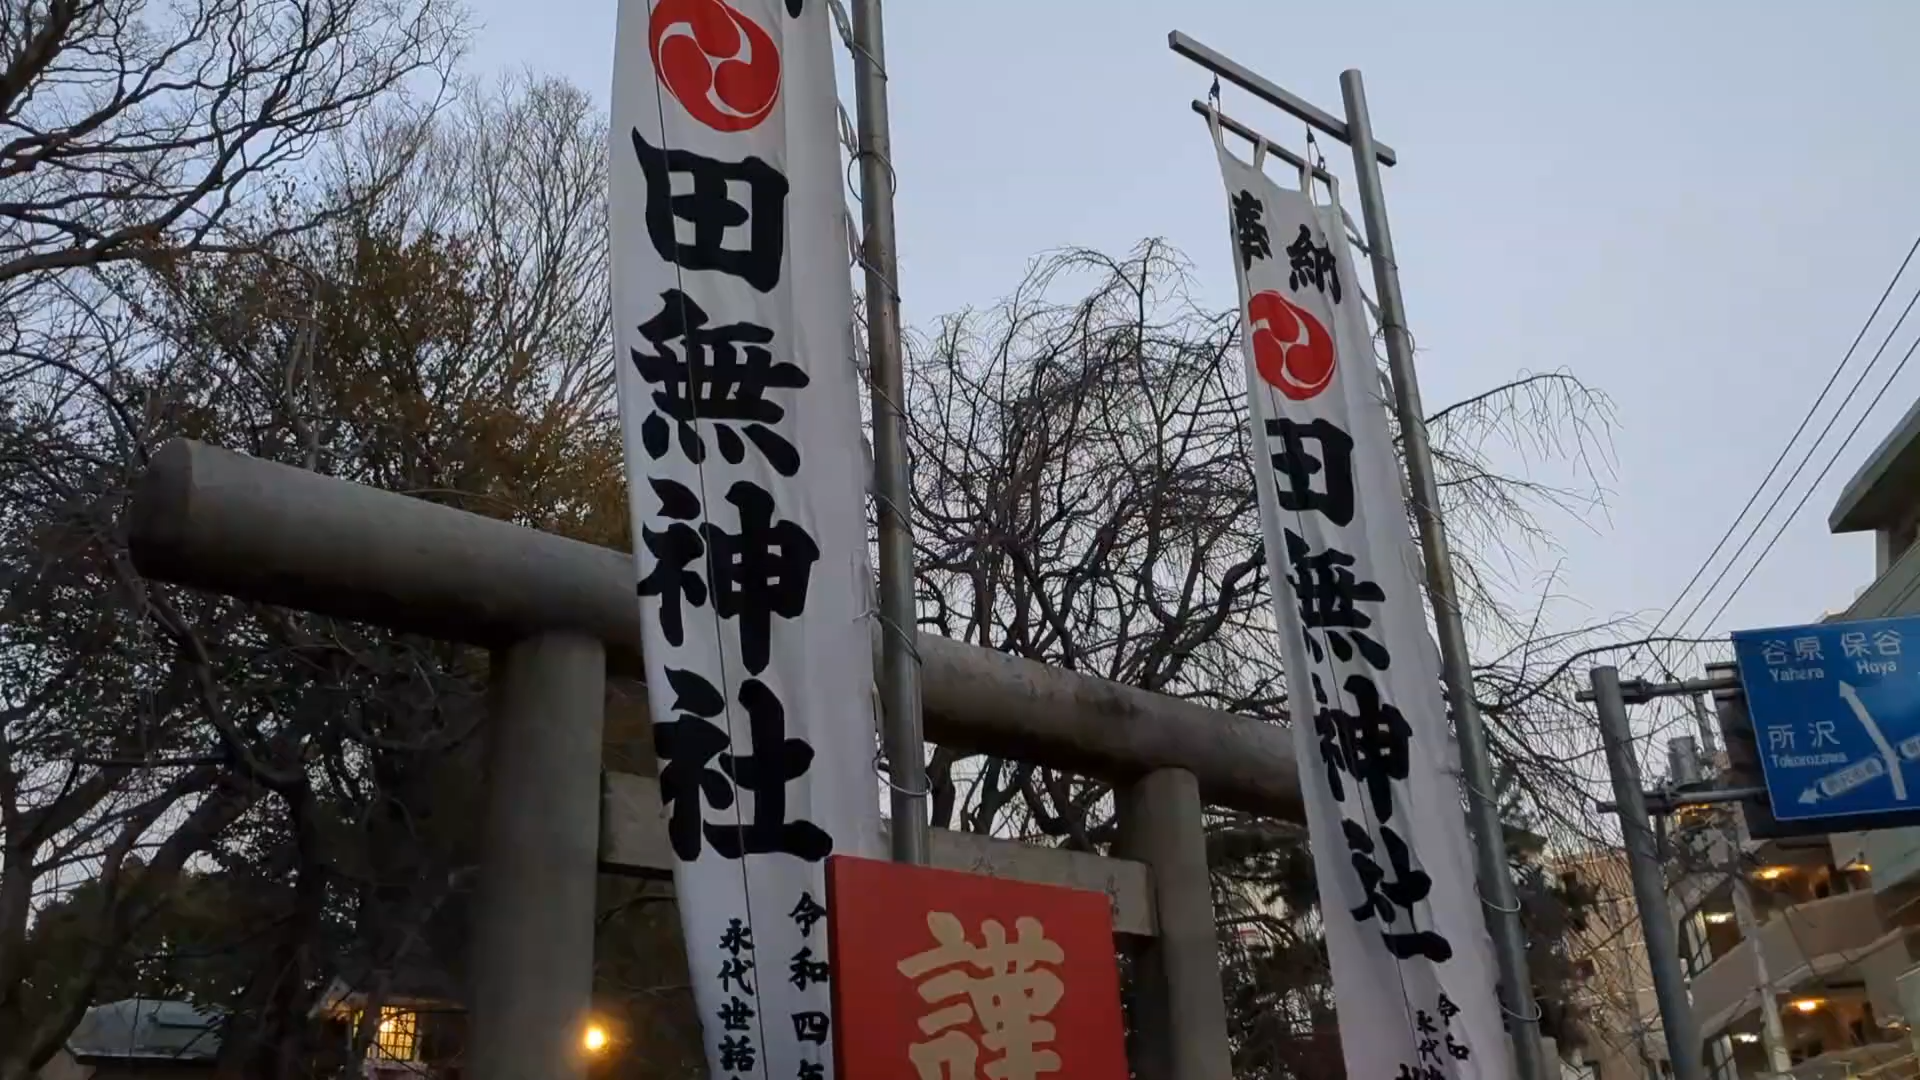 田無神社
令和四年
永代世話
謹
奉納
田無神社
令和
永代
谷原 保谷
Yahara Hoya
所沢
Tokorozawa